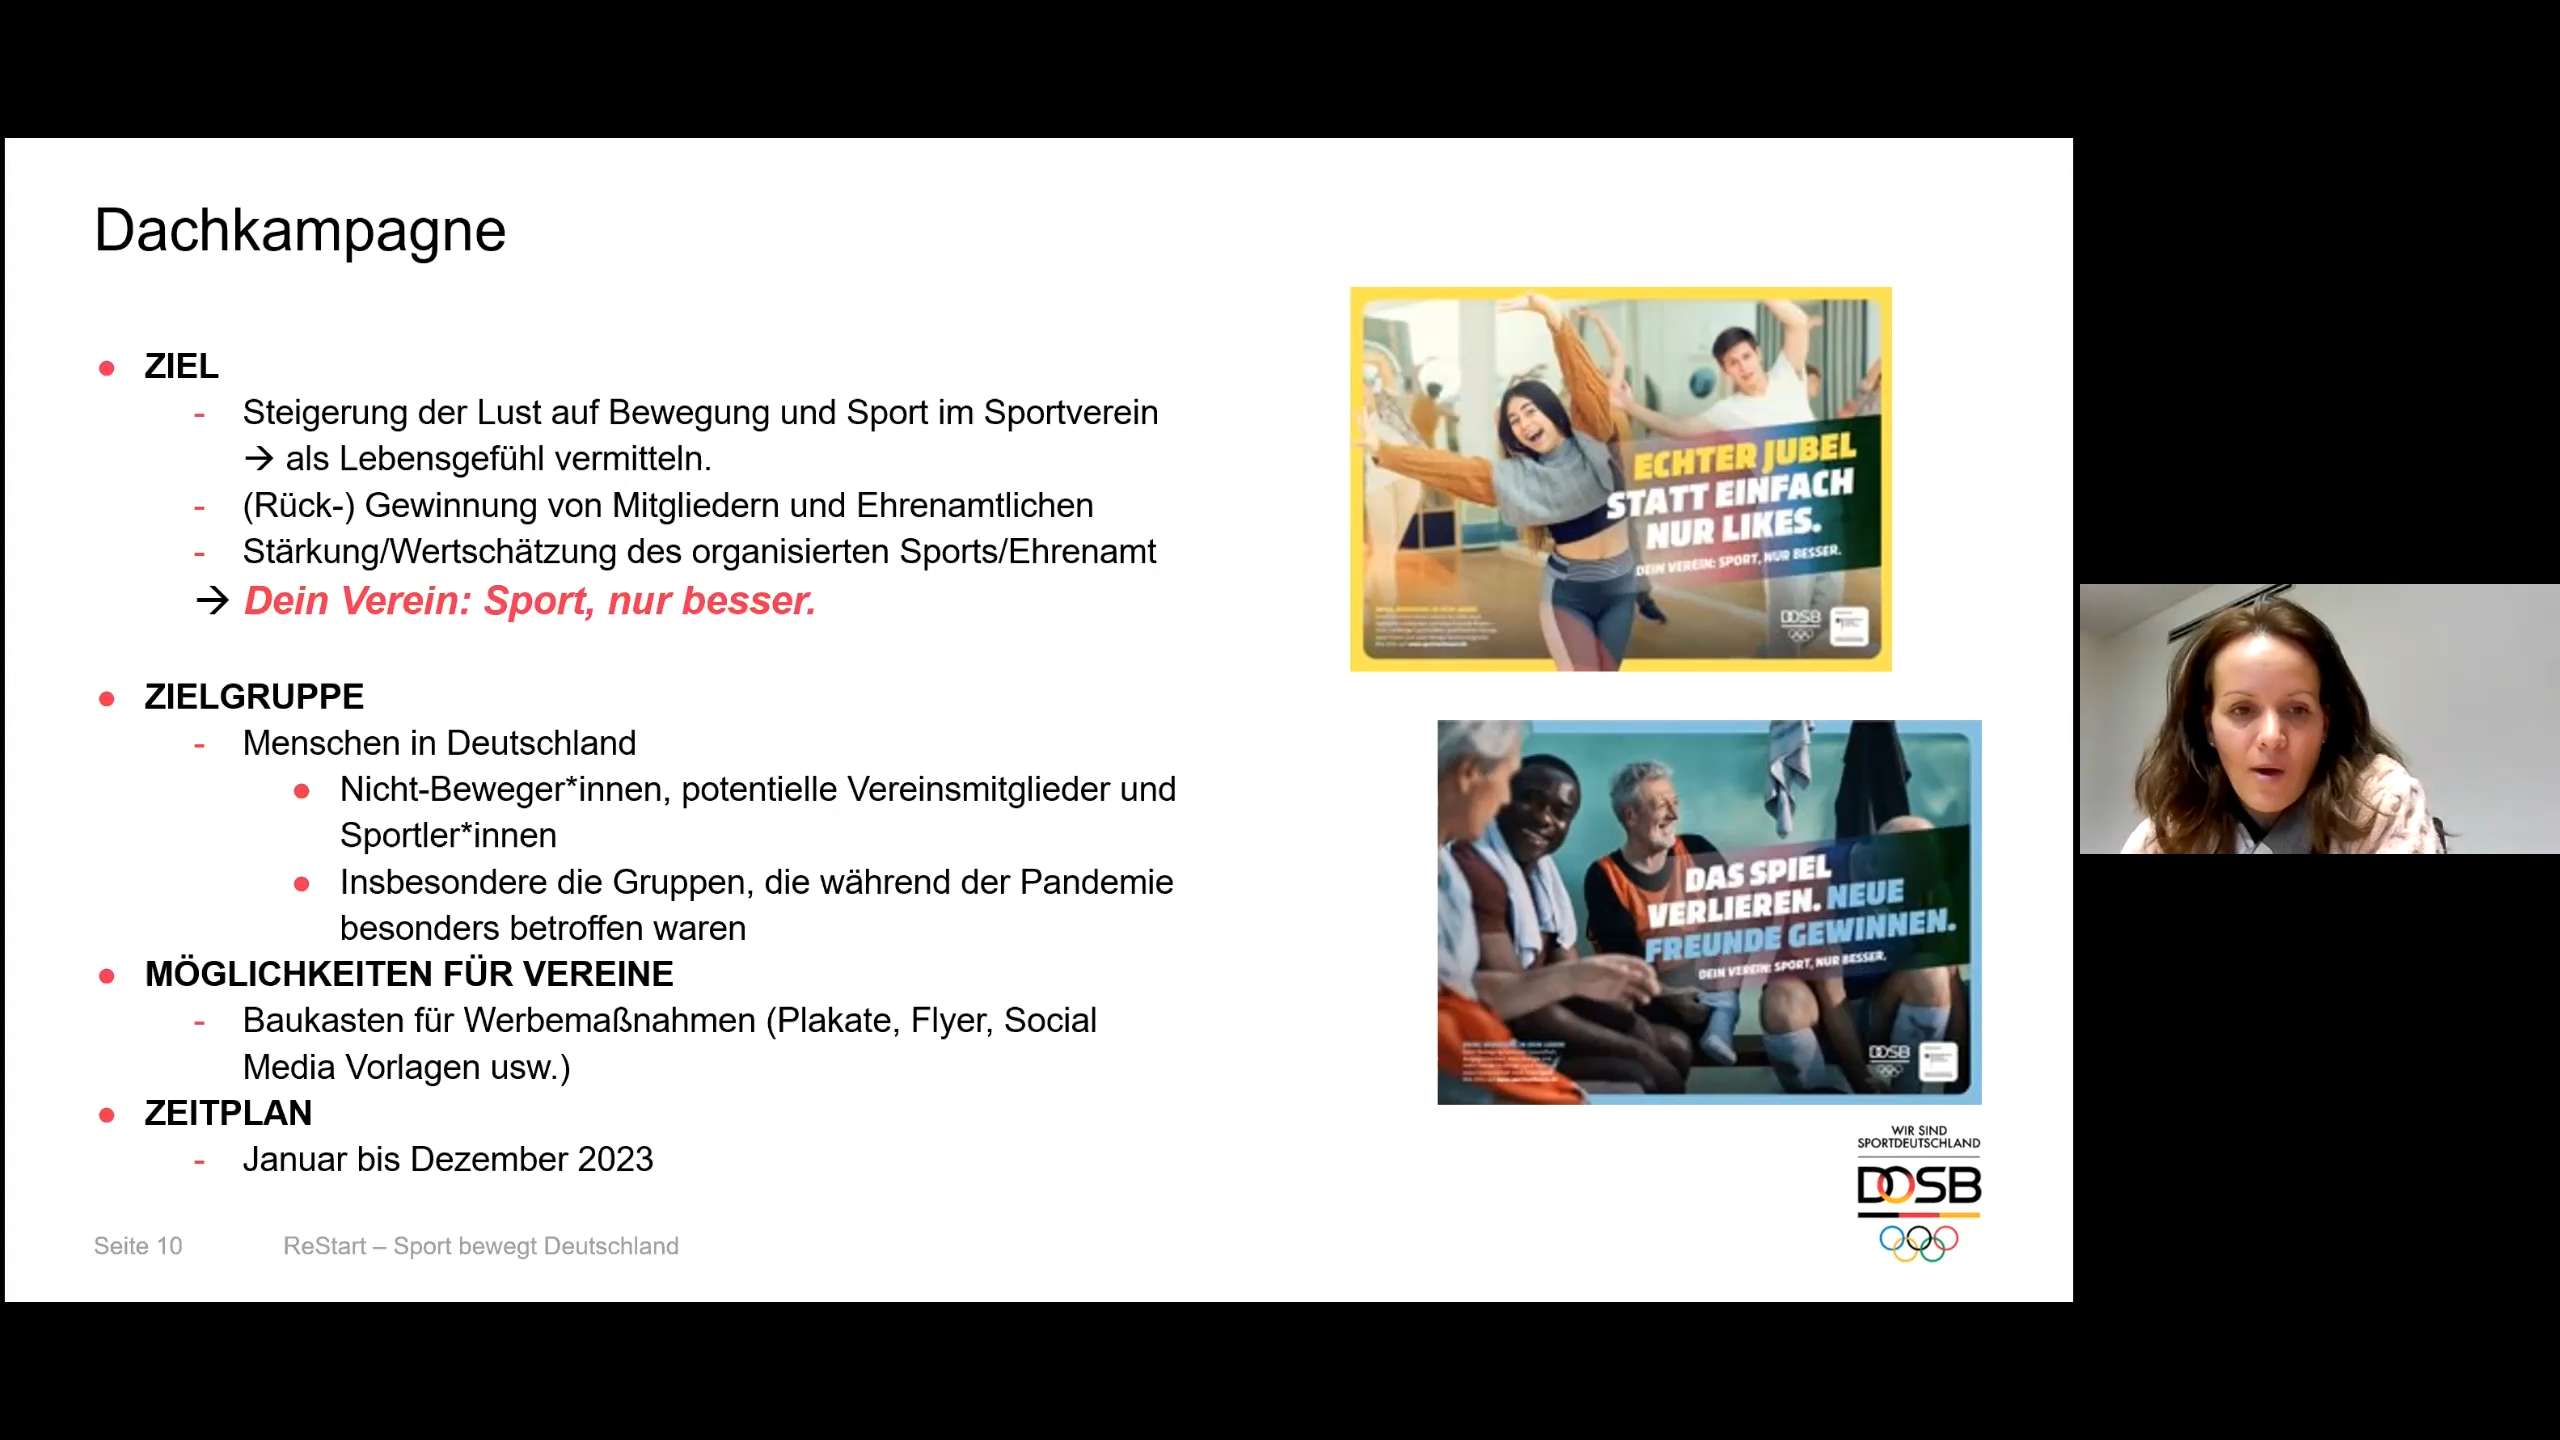 Dachkampagne
● ZIEL
- Steigerung der Lust auf Bewegung und Sport im Sportverein
→ als Lebensgefühl vermitteln.
- (Rück-) Gewinnung von Mitgliedern und Ehrenamtlichen
- Stärkung/Wertschätzung des organisierten Sports/Ehrenamt
→ Dein Verein: Sport, nur besser.
● ZIELGRUPPE
- Menschen in Deutschland
● Nicht-Beweger*innen, potentielle Vereinsmitglieder und
Sportler*innen
● Insbesondere die Gruppen, die während der Pandemie
besonders betroffen waren
● MÖGLICHKEITEN FÜR VEREINE
- Baukasten für Werbemaßnahmen (Plakate, Flyer, Social
Media Vorlagen usw.)
● ZEITPLAN
- Januar bis Dezember 2023
Seite 10 ReStart – Sport bewegt Deutschland
ECHTER JUBEL
STATT EINFACH
NUR LIKES.
DEIN VEREIN: SPORT, NUR BESSER.
DOSB
DAS SPIEL
VERLIEREN. NEUE
FREUNDE GEWINNEN.
DEIN VEREIN: SPORT, NUR BESSER.
DOSB
WIR SIND
SPORTDEUTSCHLAND
DOSB